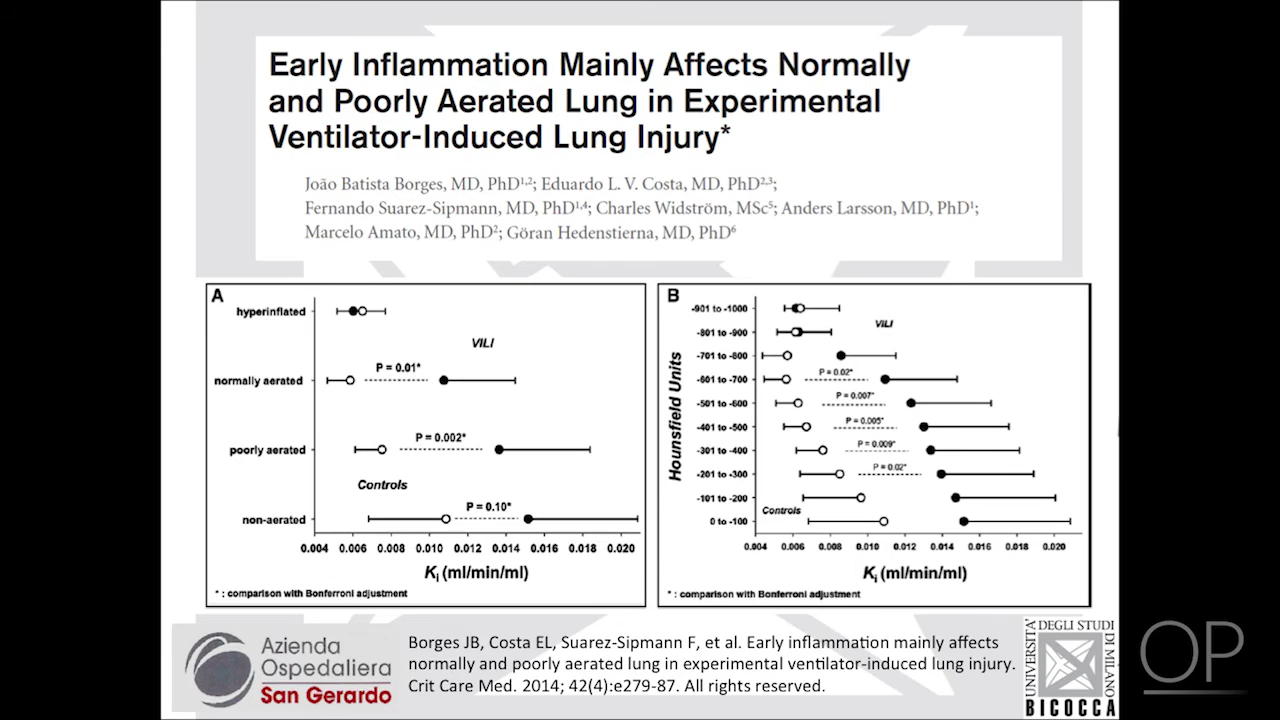 Early Inflammation Mainly Affects Normally
and Poorly Aerated Lung in Experimental
Ventilator-Induced Lung Injury*
João Batista Borges, MD, PhD1,2; Eduardo L. V. Costa, MD, PhD2,3;
Fernando Suarez-Sipmann, MD, PhD1,4; Charles Widström, MSc5; Anders Larsson, MD, PhD1;
Marcelo Amato, MD, PhD2; Göran Hedenstierna, MD, PhD6
A
hyperinflated
VILI
P = 0.01*
normally aerated
P = 0.002*
poorly aerated
Controls
P = 0.10*
non-aerated
0.004 0.006 0.008 0.010 0.012 0.014 0.016 0.018 0.020
Ki (ml/min/ml)
* : comparison with Bonferroni adjustment
B
Hounsfield Units
-901 to -1000
VILI
-801 to -900
-701 to -800
P = 0.02*
-601 to -700
P = 0.007*
-501 to -600
P = 0.005*
-401 to -500
P = 0.009*
-301 to -400
P = 0.02*
-201 to -300
-101 to -200
Controls
0 to -100
0.004 0.006 0.008 0.010 0.012 0.014 0.016 0.018 0.020
Ki (ml/min/ml)
* : comparison with Bonferroni adjustment
Azienda
Ospedaliera
San Gerardo
Borges JB, Costa EL, Suarez-Sipmann F, et al. Early inflammation mainly affects
normally and poorly aerated lung in experimental ventilator-induced lung injury.
Crit Care Med. 2014; 42(4):e279-87. All rights reserved.
UNIVERSITÀ
DEGLI STUDI
DI MILANO
BICOCCA
OP